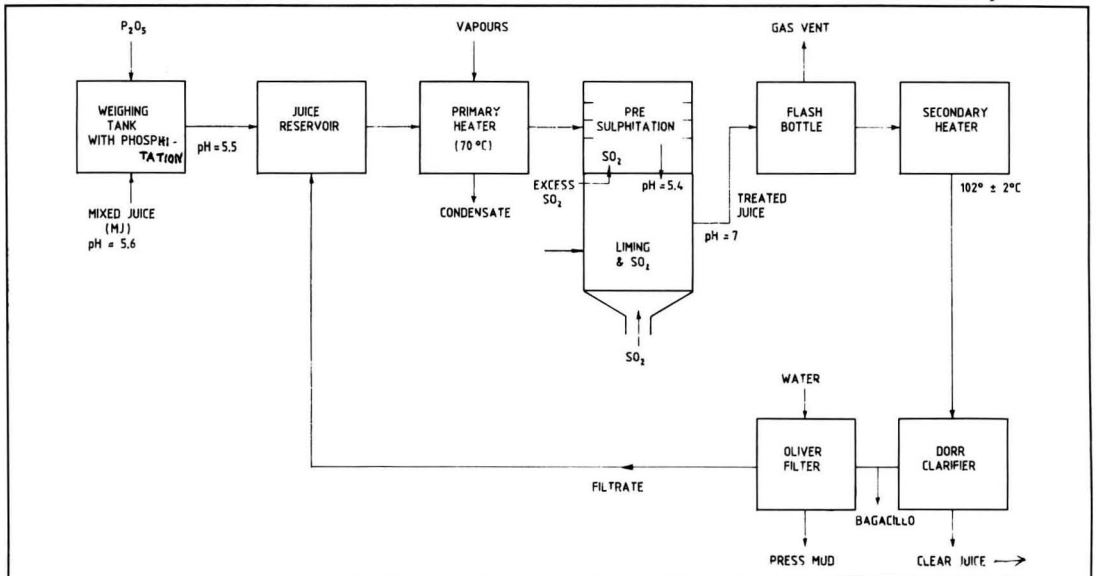 P₂O₅
VAPOURS
GAS VENT
WEIGHING
TANK
WITH PHOSPHI-
TATION
pH = 5.5
JUICE
RESERVOIR
PRIMARY
HEATER
(70 °C)
PRE
SULPHITATION
SO₂
EXCESS
SO₂
pH = 5.4
FLASH
BOTTLE
SECONDARY
HEATER
MIXED JUICE
(MJ)
pH = 5.6
CONDENSATE
TREATED
JUICE
pH = 7
102° ± 2°C
LIMING
& SO₂
SO₂
WATER
OLIVER
FILTER
DORR
CLARIFIER
FILTRATE
BAGACILLO
PRESS MUD
CLEAR JUICE